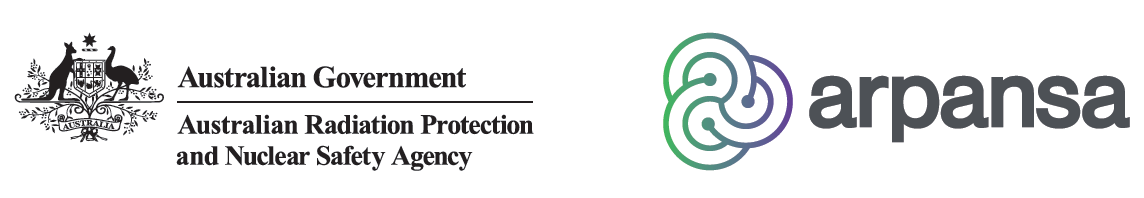 Australian Government
Australian Radiation Protection
and Nuclear Safety Agency
AUSTRALIA
arpansa